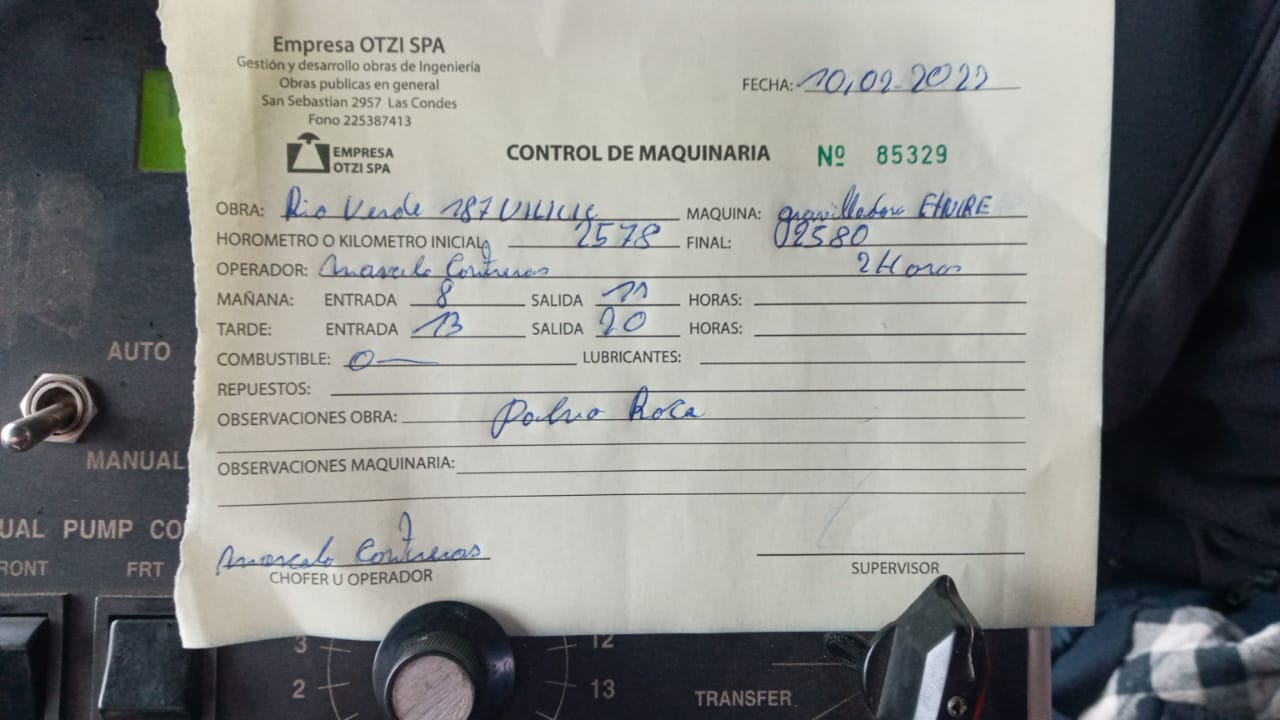 Empresa OTZI SPA
Gestión y desarrollo obras de Ingeniería
Obras publicas en general
San Sebastian 2957 Las Condes
Fono 225387413
EMPRESA
OTZI SPA
FECHA: 10,02-2022
CONTROL DE MAQUINARIA Nº 85329
OBRA: Rio Verde 187 MAQUINA: gravilladora ETNIRE
HOROMETRO O KILOMETRO INICIAL 2578 FINAL: 02580
OPERADOR: Marcelo Contreras 2 Horas
MAÑANA: ENTRADA 8 SALIDA 11 HORAS:
TARDE: ENTRADA 13 SALIDA 20 HORAS:
COMBUSTIBLE: 0 LUBRICANTES:
REPUESTOS:
OBSERVACIONES OBRA: Polvo Roca
OBSERVACIONES MAQUINARIA:
Marcelo Contreras
CHOFER U OPERADOR
SUPERVISOR
AUTO
MANUAL
UAL PUMP CO
RONT FRT
3 12
2 13
TRANSFER